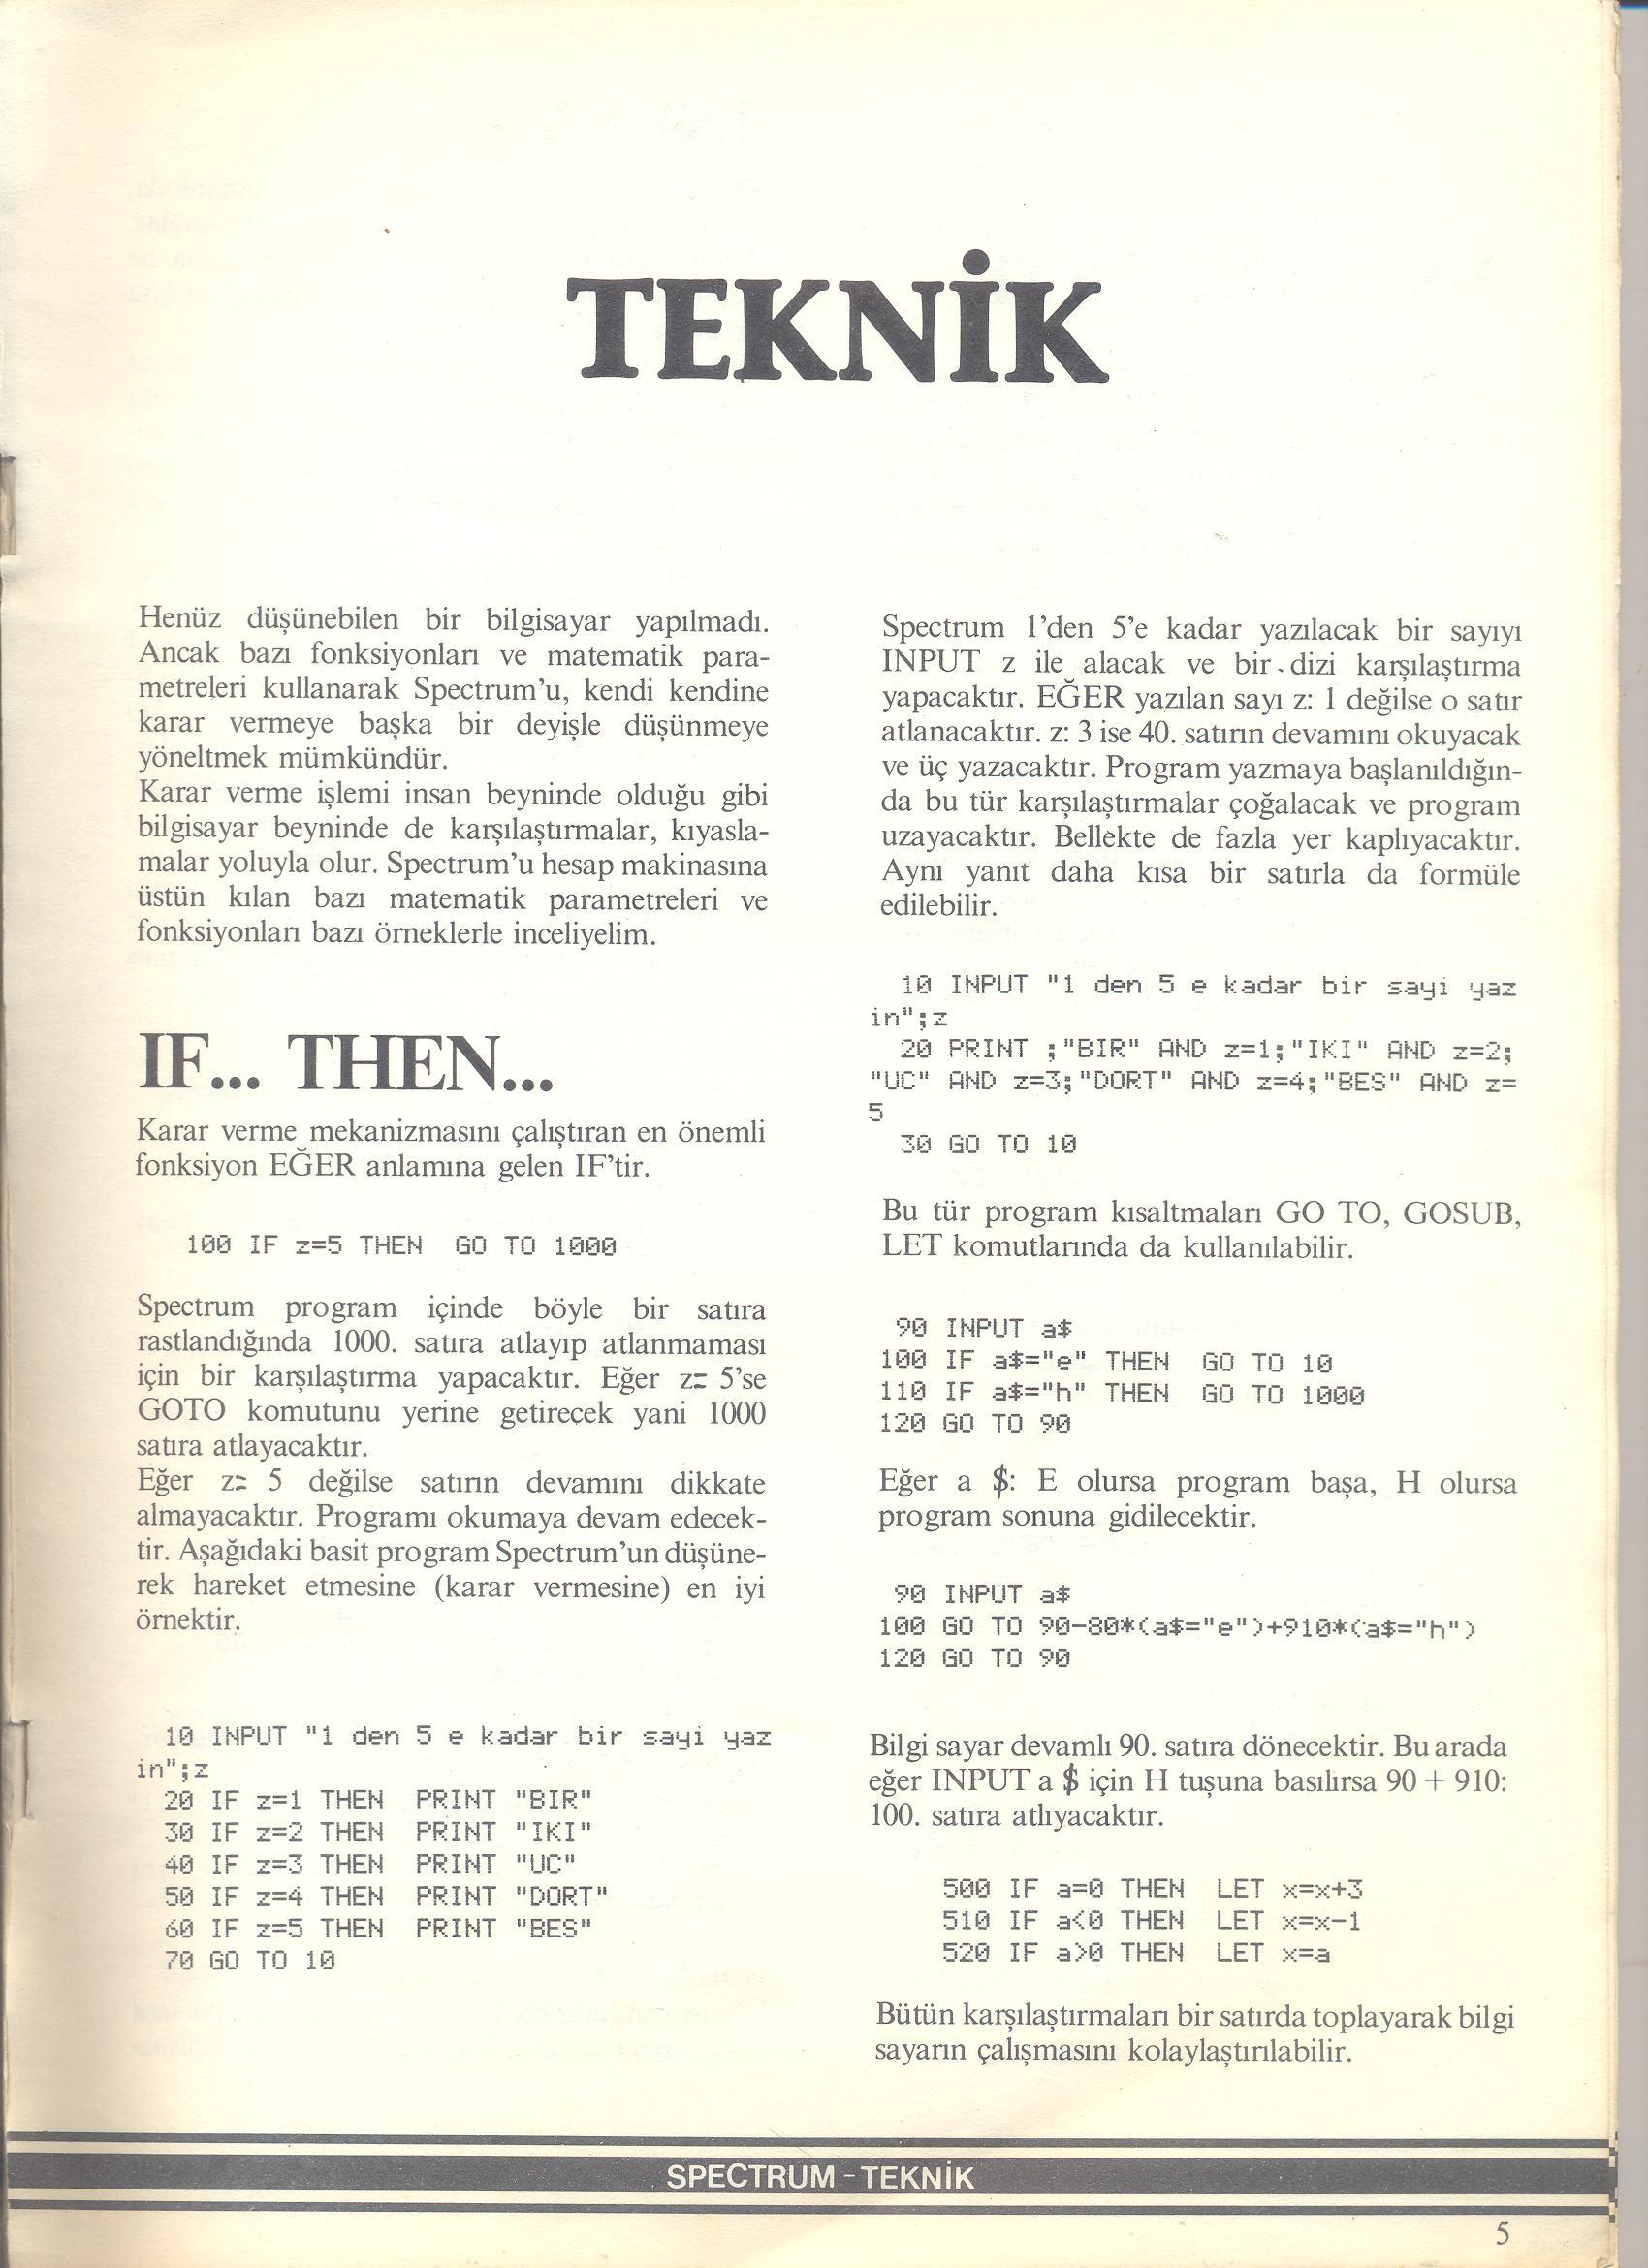 TEKNİK
Henüz düşünebilen bir bilgisayar yapılmadı.
Ancak bazı fonksiyonları ve matematik para-
metreleri kullanarak Spectrum'u, kendi kendine
karar vermeye başka bir deyişle düşünmeye
yöneltmek mümkündür.
Karar verme işlemi insan beyninde olduğu gibi
bilgisayar beyninde de karşılaştırmalar, kıyasla-
malar yoluyla olur. Spectrum'u hesap makinasına
üstün kılan bazı matematik parametreleri ve
fonksiyonları bazı örneklerle inceliyelim.
IF... THEN...
Karar verme mekanizmasını çalıştıran en önemli
fonksiyon EĞER anlamına gelen IF'tir.
100 IF z=5 THEN GO TO 1000
Spectrum program içinde böyle bir satıra
rastlandığında 1000. satıra atlayıp atlanmaması
için bir karşılaştırma yapacaktır. Eğer z= 5'se
GOTO komutunu yerine getirecek yani 1000
satıra atlayacaktır.
Eğer z= 5 değilse satırın devamını dikkate
almayacaktır. Programı okumaya devam edecek-
tir. Aşağıdaki basit program Spectrum'un düşüne-
rek hareket etmesine (karar vermesine) en iyi
örnektir.
10 INPUT "1 den 5 e kadar bir sayi yaz
in";z
20 IF z=1 THEN PRINT "BIR"
30 IF z=2 THEN PRINT "IKI"
40 IF z=3 THEN PRINT "UC"
50 IF z=4 THEN PRINT "DORT"
60 IF z=5 THEN PRINT "BES"
70 GO TO 10
Spectrum 1'den 5'e kadar yazılacak bir sayıyı
INPUT z ile alacak ve bir dizi karşılaştırma
yapacaktır. EĞER yazılan sayı z: 1 değilse o satır
atlanacaktır. z: 3 ise 40. satırın devamını okuyacak
ve üç yazacaktır. Program yazmaya başlanıldığın-
da bu tür karşılaştırmalar çoğalacak ve program
uzayacaktır. Bellekte de fazla yer kaplıyacaktır.
Aynı yanıt daha kısa bir satırla da formüle
edilebilir.
10 INPUT "1 den 5 e kadar bir sayi yaz
in";z
20 PRINT ;"BIR" AND z=1;"IKI" AND z=2;
"UC" AND z=3;"DORT" AND z=4;"BES" AND z=
5
30 GO TO 10
Bu tür program kısaltmaları GO TO, GOSUB,
LET komutlarında da kullanılabilir.
90 INPUT a$
100 IF a$="e" THEN GO TO 10
110 IF a$="h" THEN GO TO 1000
120 GO TO 90
Eğer a $: E olursa program başa, H olursa
program sonuna gidilecektir.
90 INPUT a$
100 GO TO 90-80*(a$="e")+910*(a$="h")
120 GO TO 90
Bilgi sayar devamlı 90. satıra dönecektir. Bu arada
eğer INPUT a $ için H tuşuna basılırsa 90 + 910:
100. satıra atlıyacaktır.
500 IF a=0 THEN LET x=x+3
510 IF a<0 THEN LET x=x-1
520 IF a>0 THEN LET x=a
Bütün karşılaştırmaları bir satırda toplayarak bilgi
sayarın çalışmasını kolaylaştırılabilir.
SPECTRUM - TEKNİK
5